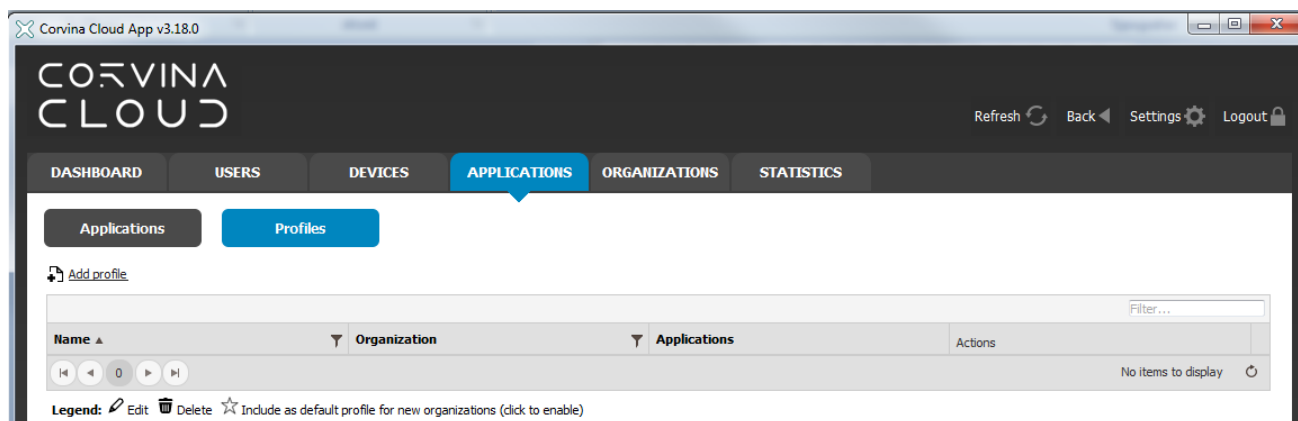 Corvina Cloud App v3.18.0
CORVINA
CLOUD
Refresh Back Settings Logout
DASHBOARD USERS DEVICES APPLICATIONS ORGANIZATIONS STATISTICS
Applications Profiles
Add profile
Filter...
Name Organization Applications Actions
0 No items to display
Legend: Edit Delete Include as default profile for new organizations (click to enable)